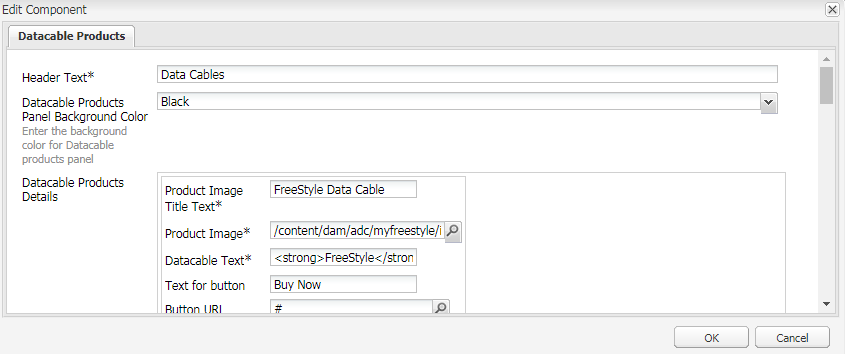 Edit Component
Datacable Products
Header Text*
Data Cables
Datacable Products
Panel Background Color
Black
Enter the background
color for Datacable
products panel
Datacable Products
Details
Product Image
Title Text*
FreeStyle Data Cable
Product Image*
/content/dam/adc/myfreestyle/i
Datacable Text*
<strong>FreeStyle</stron
Text for button
Buy Now
Button URL
#
OK
Cancel